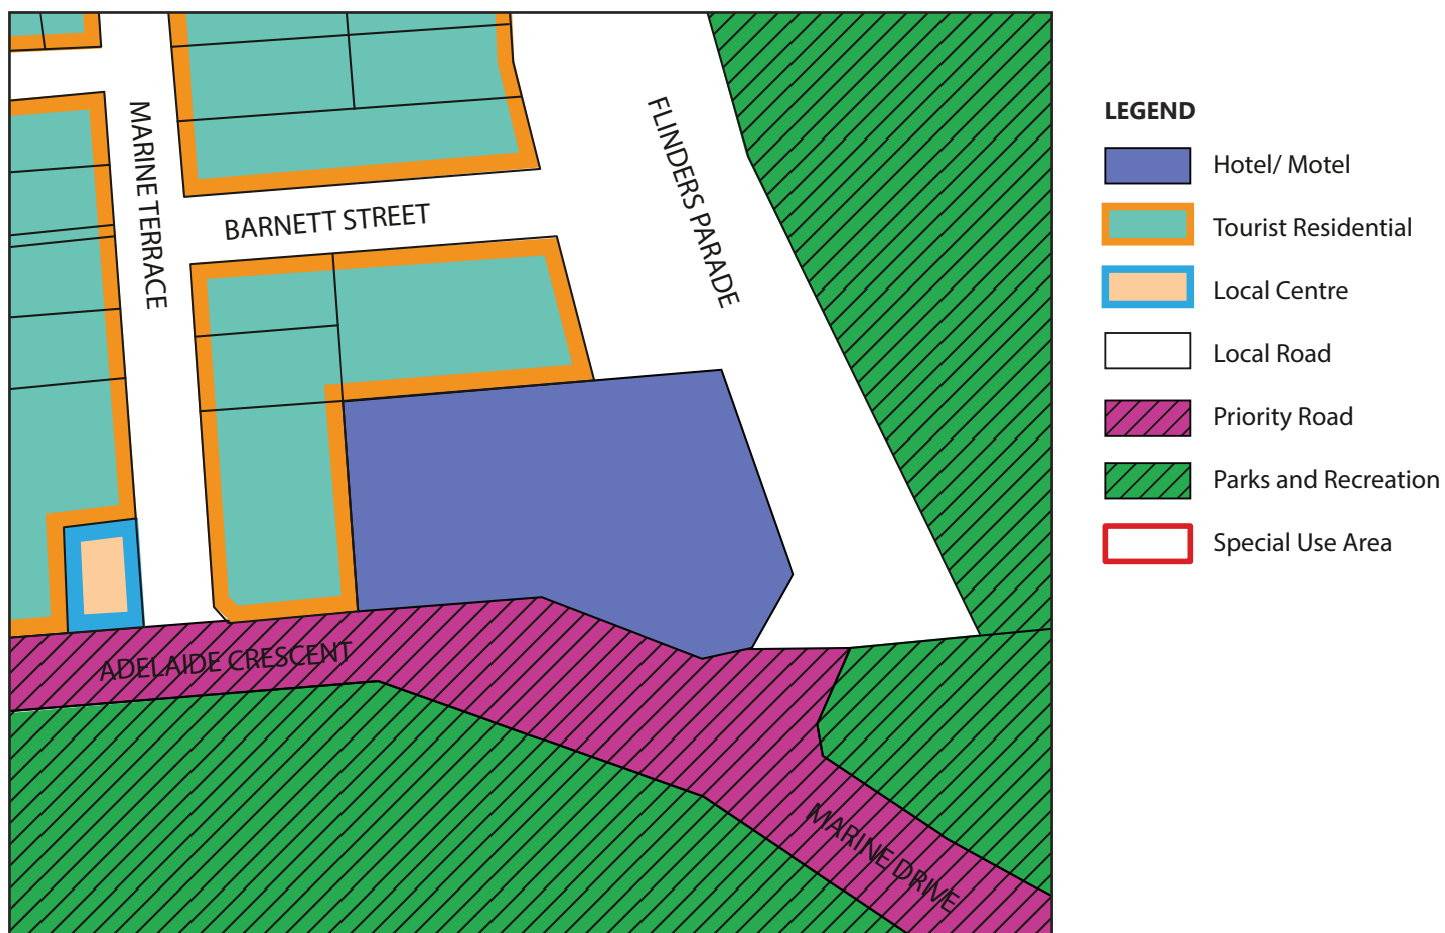 MARINE TERRACE
BARNETT STREET
FLINDERS PARADE
ADELAIDE CRESCENT
MARINE DRIVE
LEGEND
Hotel/ Motel
Tourist Residential
Local Centre
Local Road
Priority Road
Parks and Recreation
Special Use Area